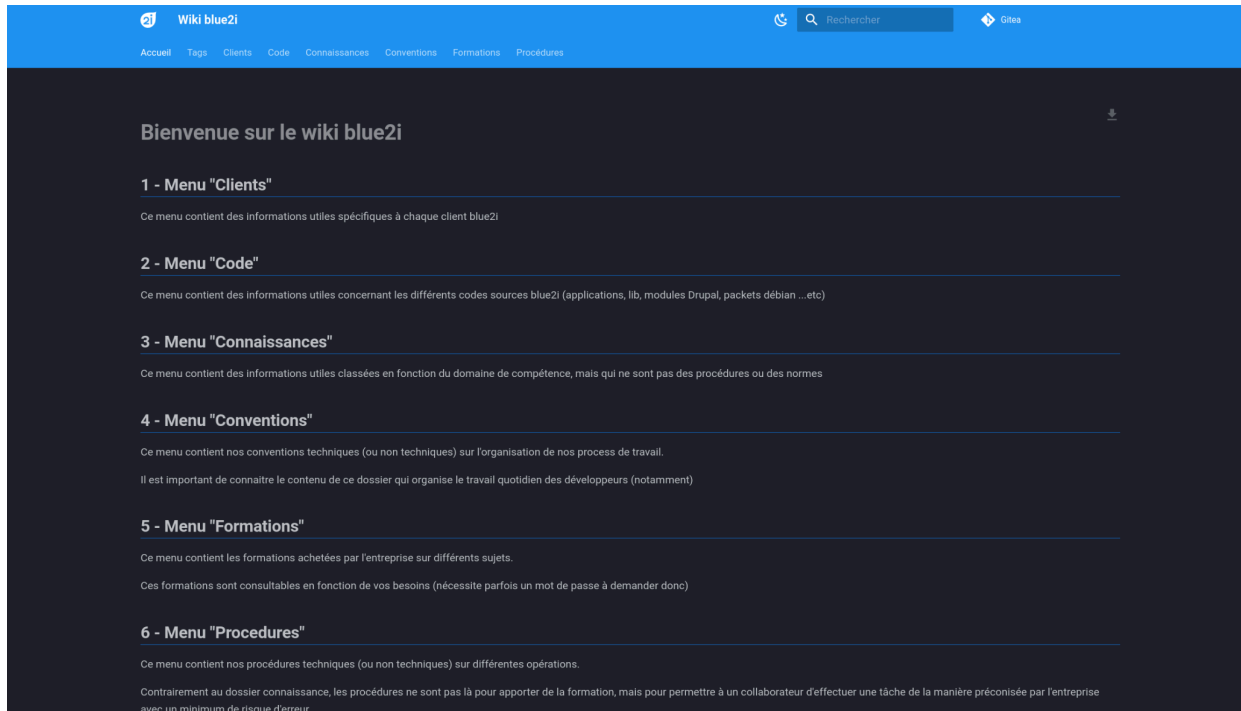 2i Wiki blue2i Rechercher Gitea
Accueil Tags Clients Code Connaissances Conventions Formations Procédures
Bienvenue sur le wiki blue2i
1 - Menu "Clients"
Ce menu contient des informations utiles spécifiques à chaque client blue2i
2 - Menu "Code"
Ce menu contient des informations utiles concernant les différents codes sources blue2i (applications, lib, modules Drupal, packets débian ...etc)
3 - Menu "Connaissances"
Ce menu contient des informations utiles classées en fonction du domaine de compétence, mais qui ne sont pas des procédures ou des normes
4 - Menu "Conventions"
Ce menu contient nos conventions techniques (ou non techniques) sur l'organisation de nos process de travail.
Il est important de connaitre le contenu de ce dossier qui organise le travail quotidien des développeurs (notamment)
5 - Menu "Formations"
Ce menu contient les formations achetées par l'entreprise sur différents sujets.
Ces formations sont consultables en fonction de vos besoins (nécessite parfois un mot de passe à demander donc)
6 - Menu "Procedures"
Ce menu contient nos procédures techniques (ou non techniques) sur différentes opérations.
Contrairement au dossier connaissance, les procédures ne sont pas là pour apporter de la formation, mais pour permettre à un collaborateur d'effectuer une tâche de la manière préconisée par l'entreprise
avec un minimum de risque d'erreur